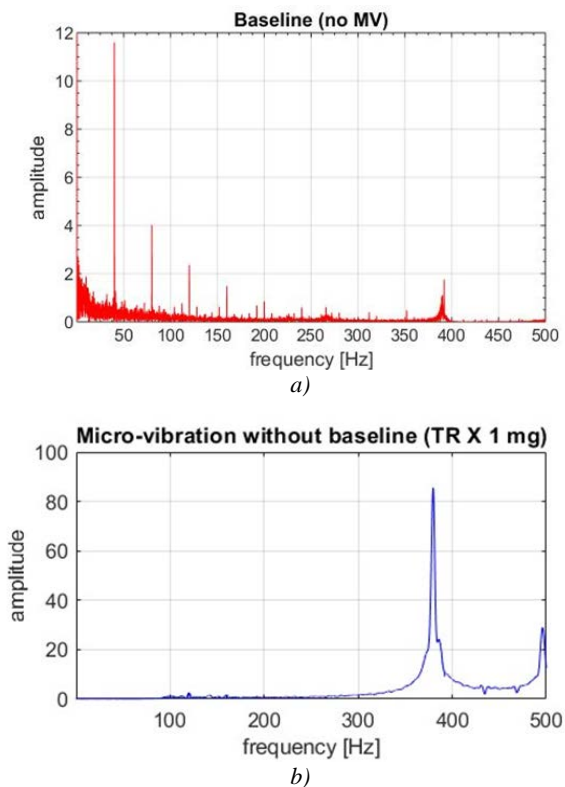 Baseline (no MV)
12
10
8
6
4
2
0
amplitude
50 100 150 200 250 300 350 400 450 500
frequency [Hz]
a)
Micro-vibration without baseline (TR X 1 mg)
100
80
60
40
20
0
amplitude
100 200 300 400 500
frequency [Hz]
b)